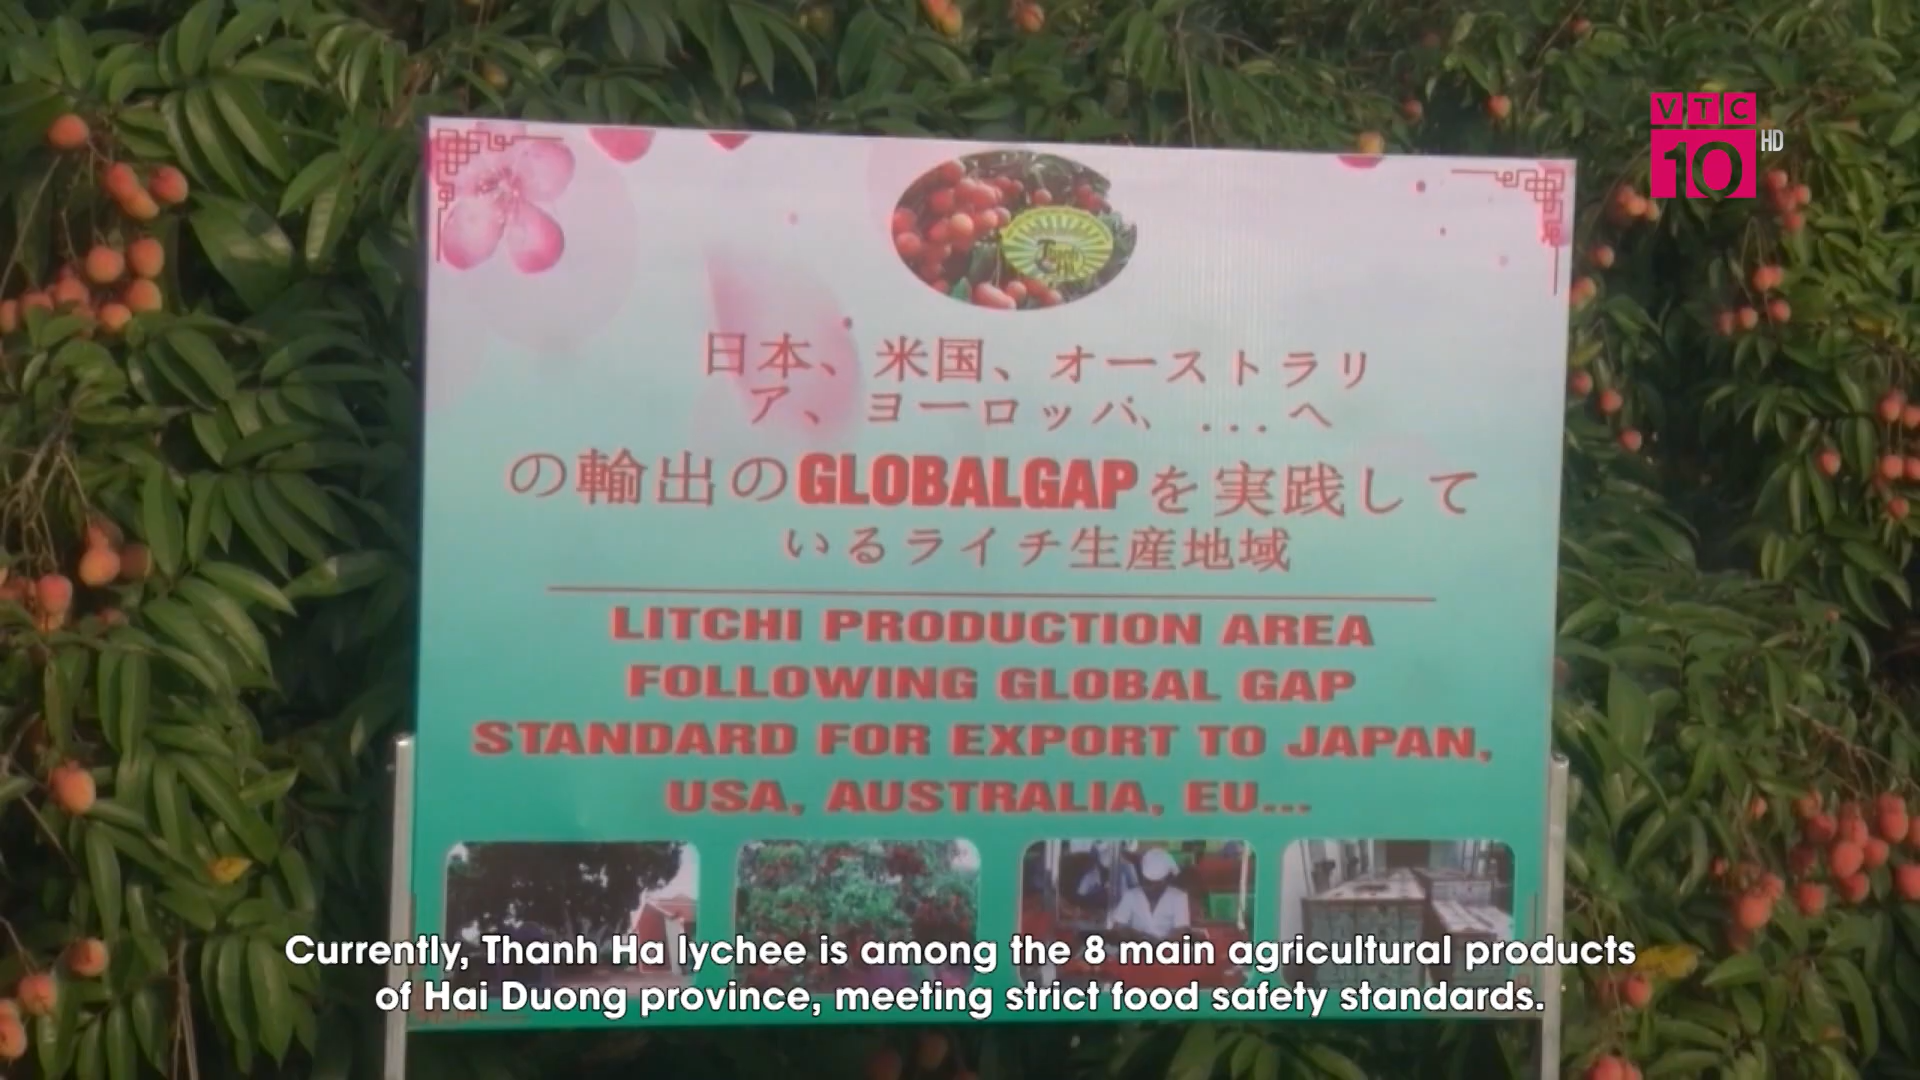 VTC
10 HD
Thanh Hà
日本、米国、オーストラリ
ア、ヨーロッパ、...へ
の輸出のGLOBALGAPを実践して
いるライチ生産地域
LITCHI PRODUCTION AREA
FOLLOWING GLOBAL GAP
STANDARD FOR EXPORT TO JAPAN,
USA, AUSTRALIA, EU...
Currently, Thanh Ha lychee is among the 8 main agricultural products
of Hai Duong province, meeting strict food safety standards.